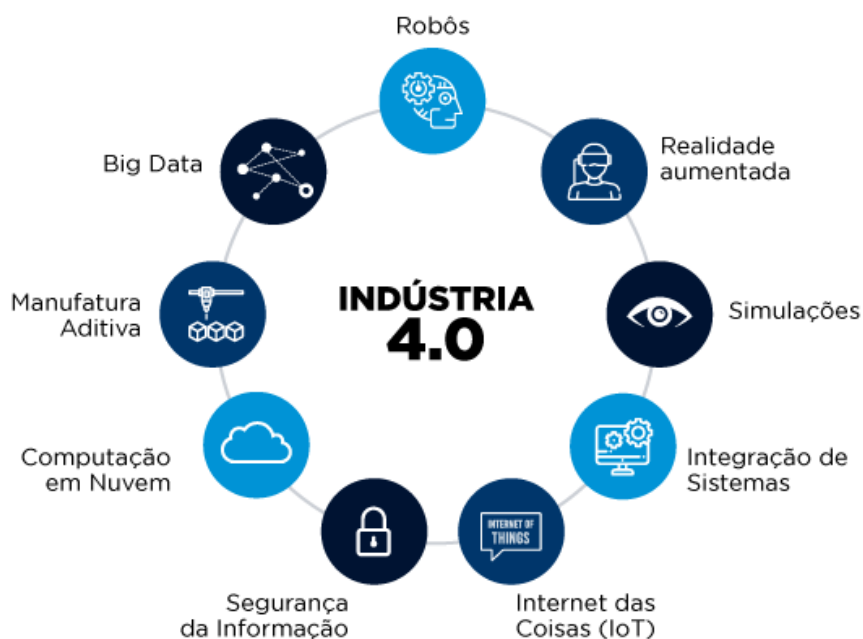 Robôs
Realidade
aumentada
Big Data
INDÚSTRIA
4.0
Manufatura
Aditiva
Simulações
Computação
em Nuvem
Integração de
Sistemas
INTERNET OF
THINGS
Segurança
da Informação
Internet das
Coisas (IoT)